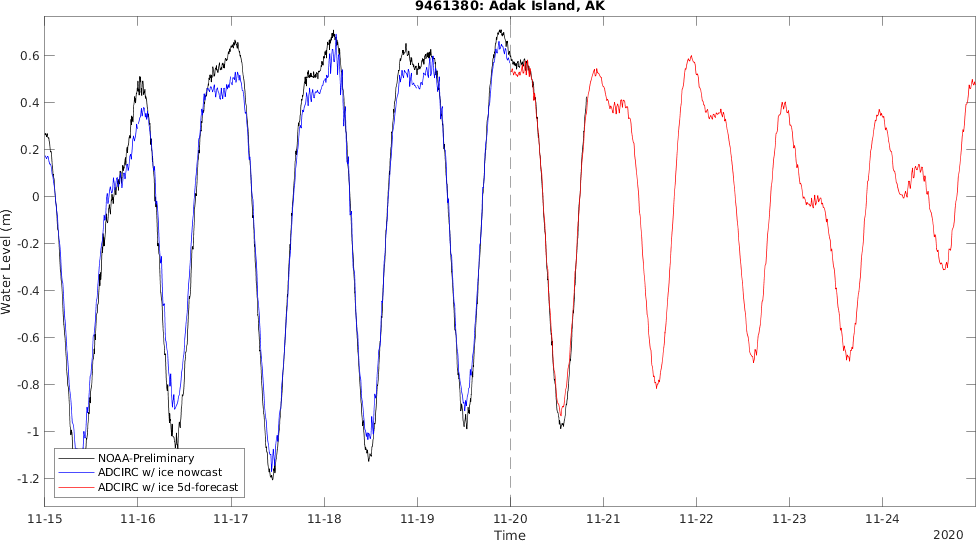 9461380: Adak Island, AK
Water Level (m)
0.6
0.4
0.2
0
-0.2
-0.4
-0.6
-0.8
-1
-1.2
NOAA-Preliminary
ADCIRC w/ ice nowcast
ADCIRC w/ ice 5d-forecast
11-15 11-16 11-17 11-18 11-19 11-20 11-21 11-22 11-23 11-24
Time
2020